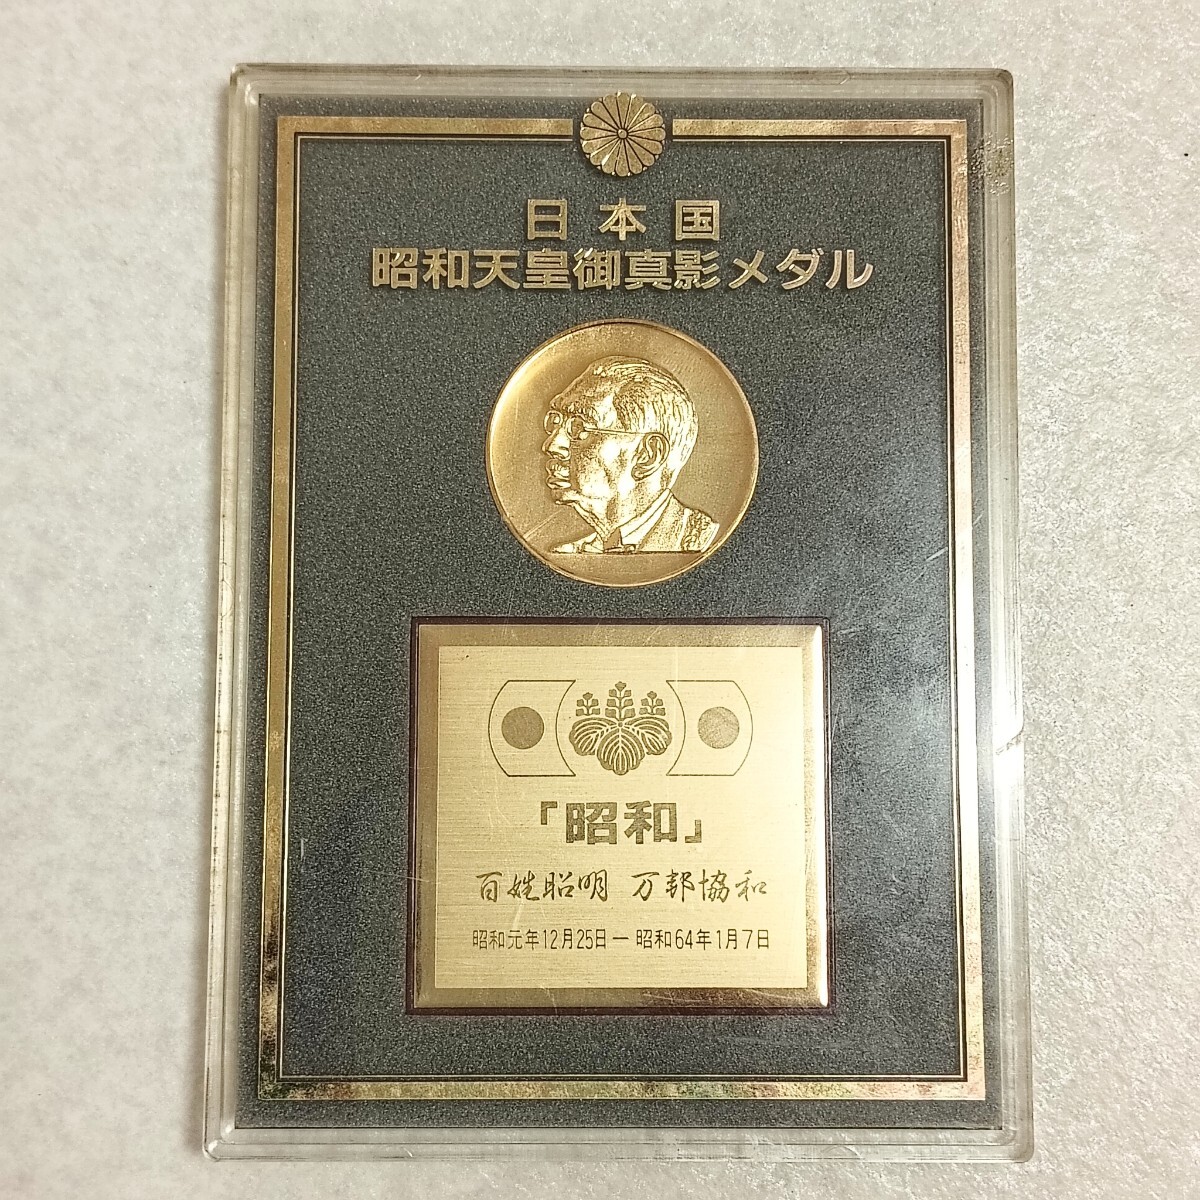 日本国
昭和天皇御真影メダル
「昭和」
百姓昭明 万邦協和
昭和元年12月25日ー昭和64年1月7日